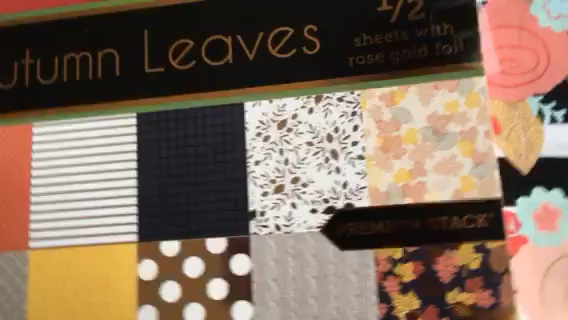 utumn Leaves
1/2
sheets with
rose gold foil
PREMIUM STACK